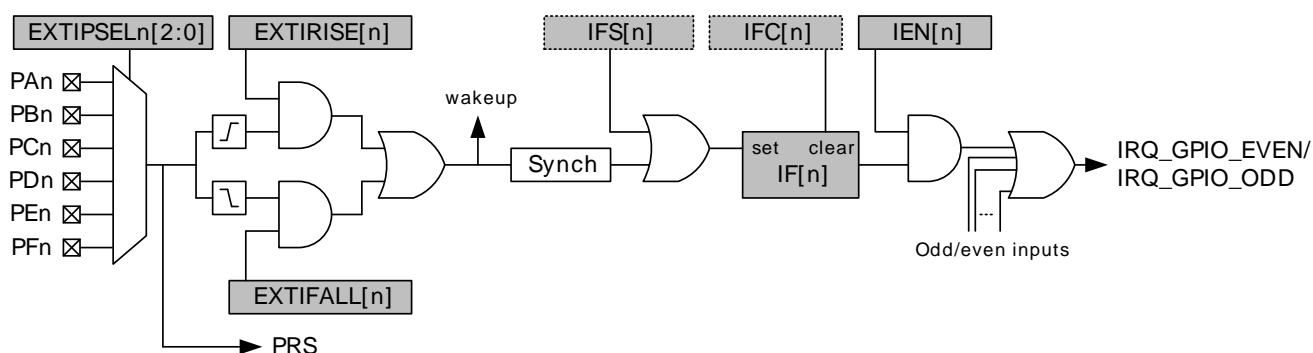 EXTIPSELn[2:0]
EXTIRISE[n]
IFS[n]
IFC[n]
IEN[n]
PAn
PBn
PCn
PDn
PEn
PFn
wakeup
Synch
set clear
IF[n]
IRQ_GPIO_EVEN/
IRQ_GPIO_ODD
...
Odd/even inputs
EXTIFALL[n]
PRS